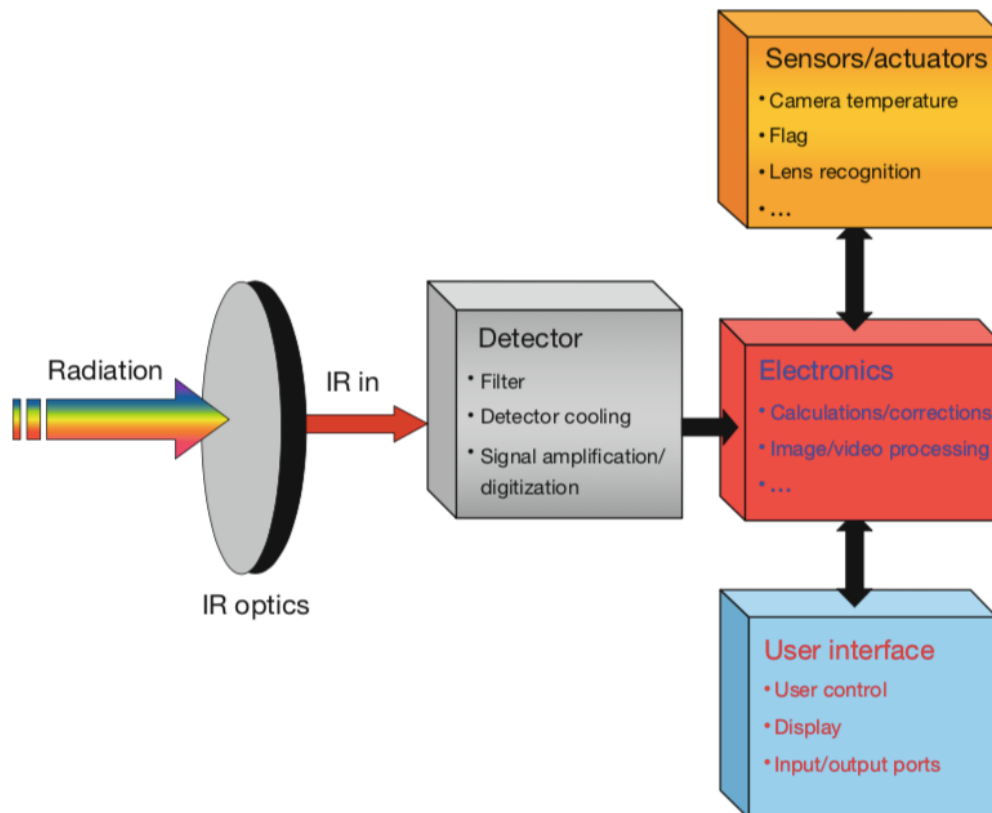 Sensors/actuators
• Camera temperature
• Flag
• Lens recognition
• ...
Radiation
IR optics
IR in
Detector
• Filter
• Detector cooling
• Signal amplification/
digitization
Electronics
• Calculations/corrections
• Image/video processing
• ...
User interface
• User control
• Display
• Input/output ports